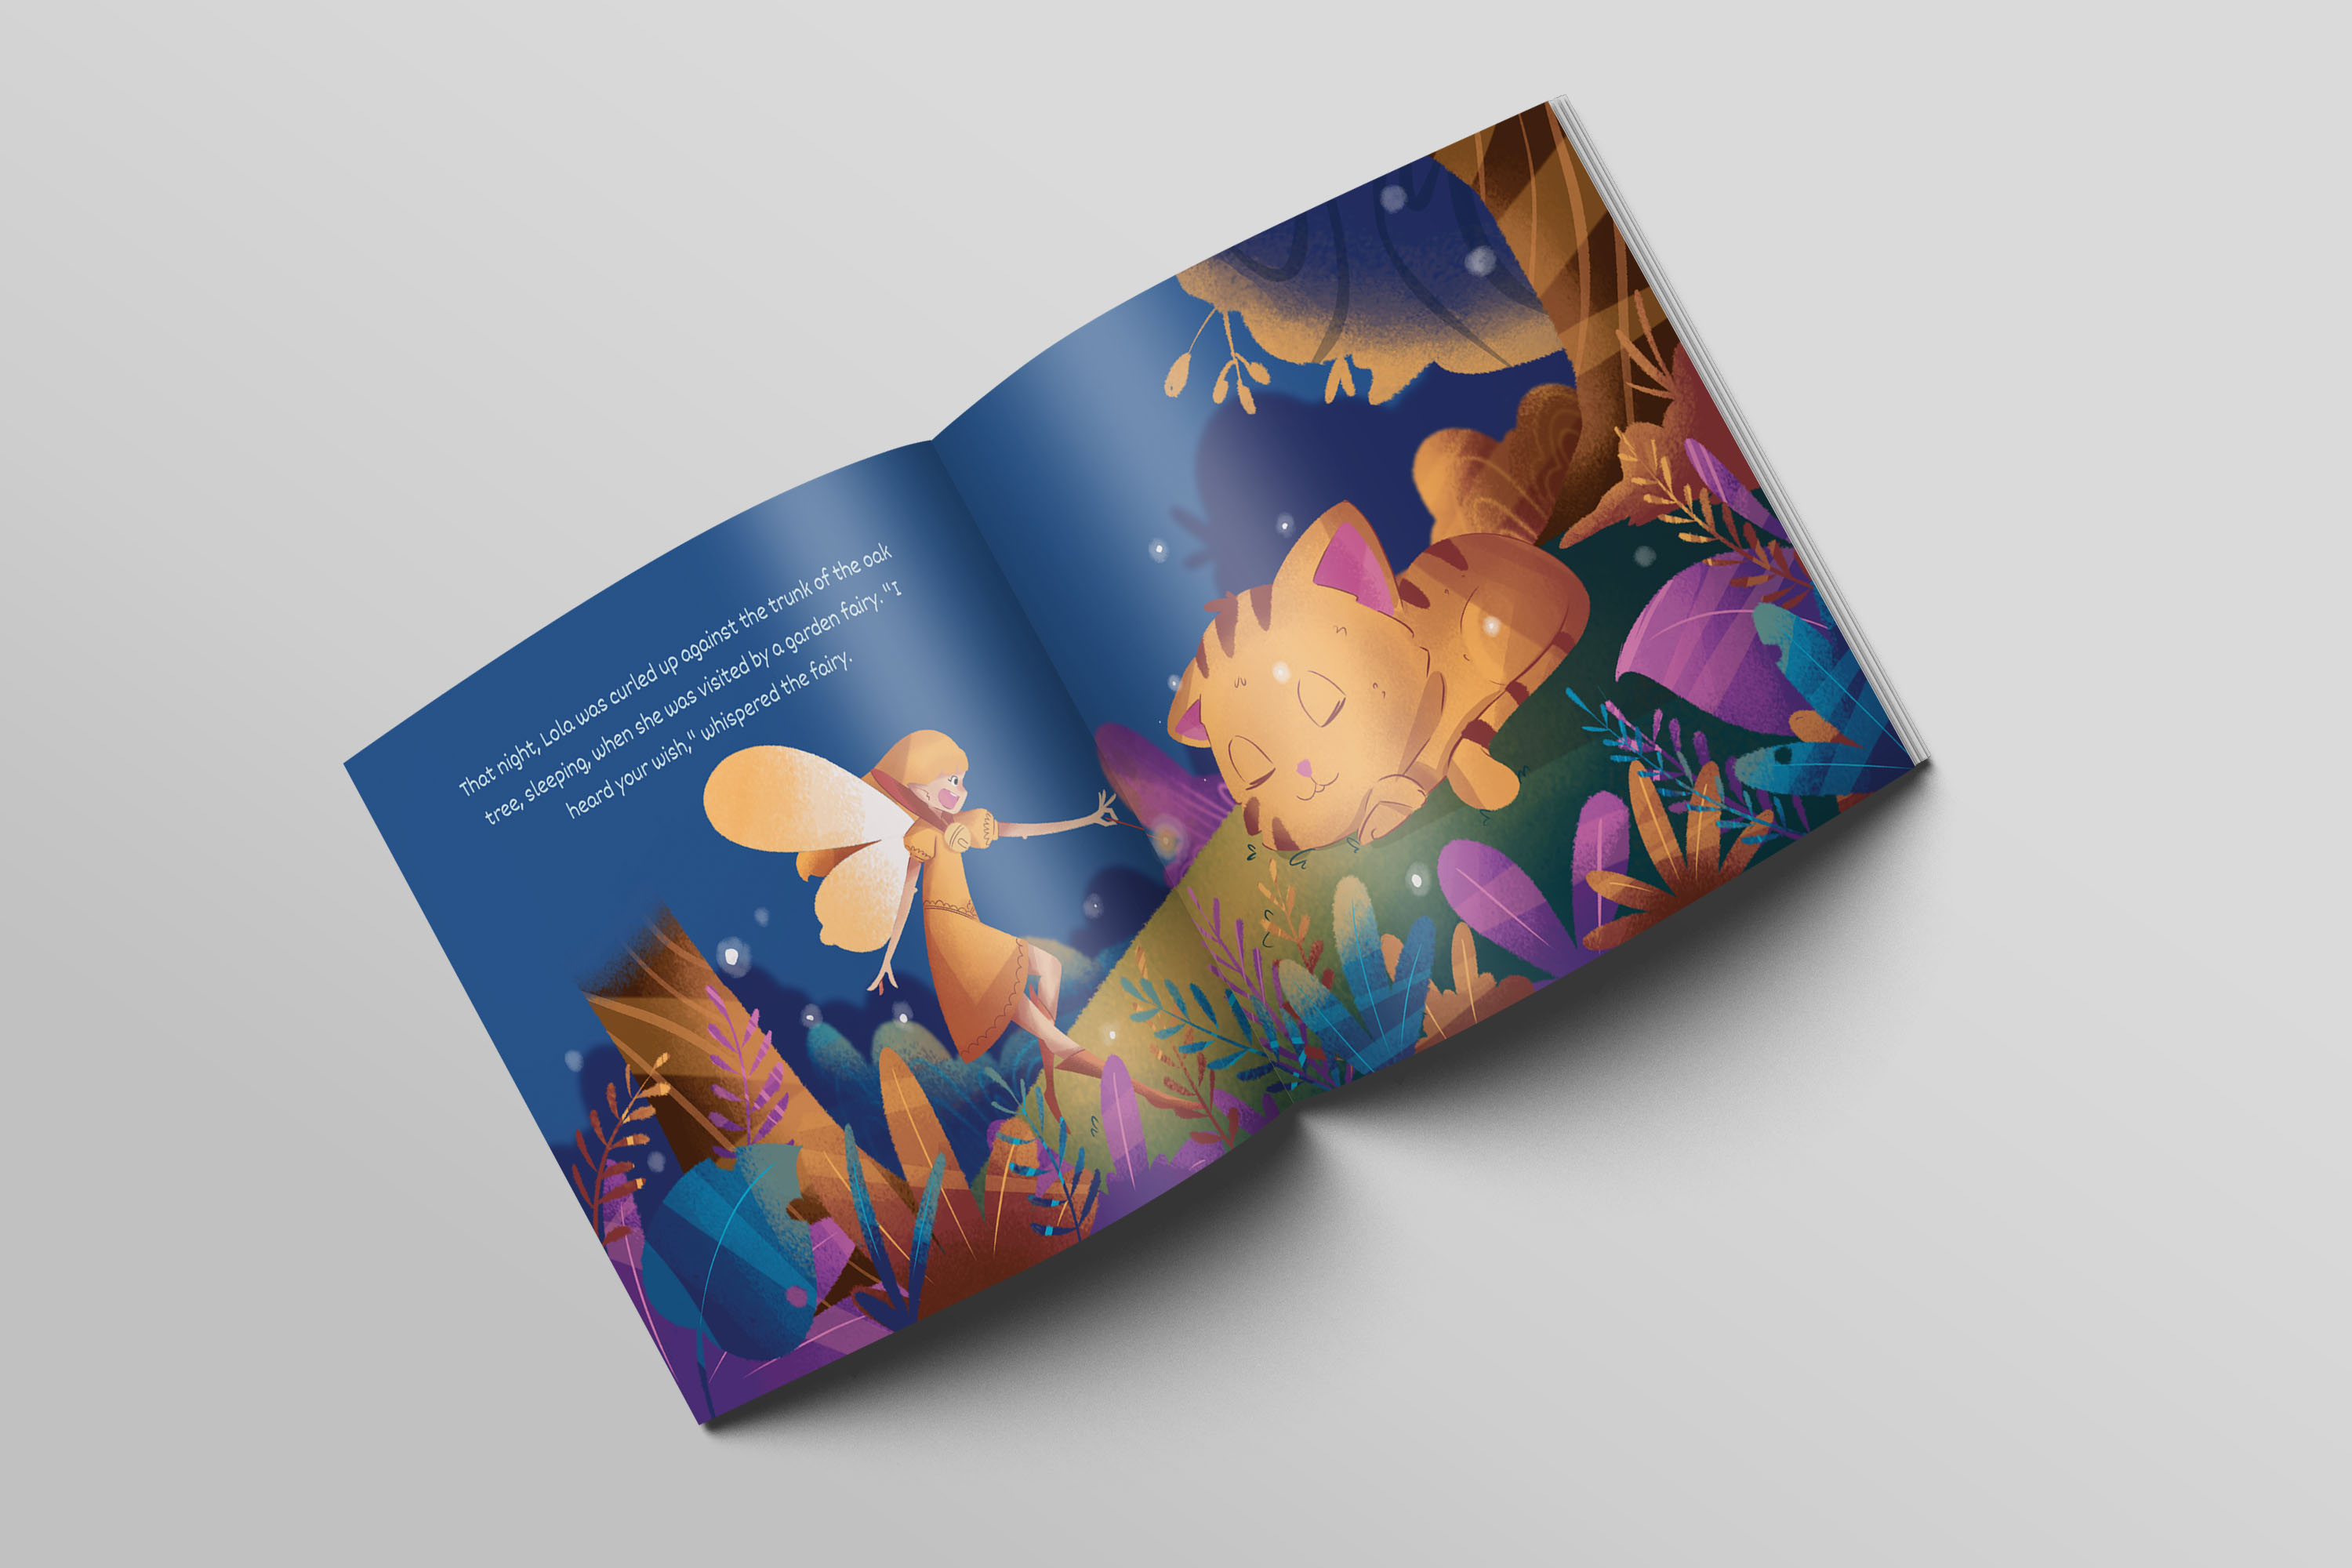 That night, Lola was curled up against the trunk of the oak
tree, sleeping, when she was visited by a garden fairy. "I
heard your wish," whispered the fairy.